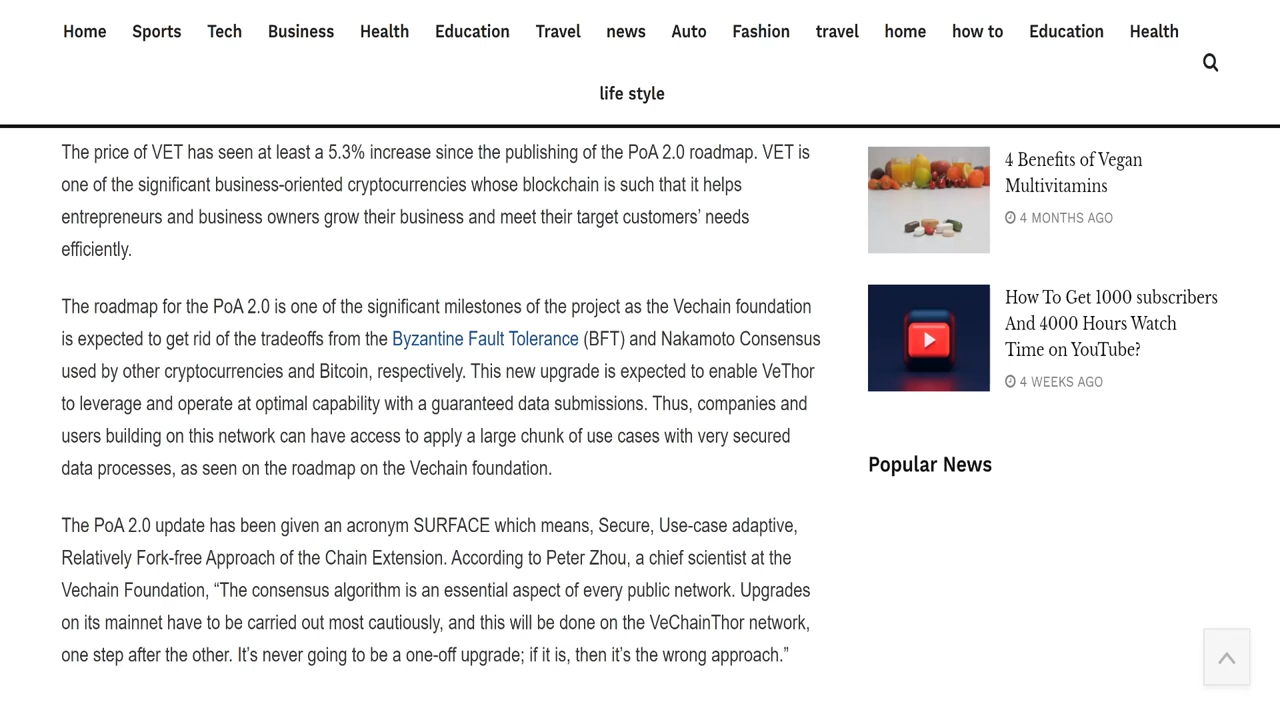 Home Sports Tech Business Health Education Travel news Auto Fashion travel home how to Education Health
life style
The price of VET has seen at least a 5.3% increase since the publishing of the PoA 2.0 roadmap. VET is
one of the significant business-oriented cryptocurrencies whose blockchain is such that it helps
entrepreneurs and business owners grow their business and meet their target customers’ needs
efficiently.
The roadmap for the PoA 2.0 is one of the significant milestones of the project as the Vechain foundation
is expected to get rid of the tradeoffs from the Byzantine Fault Tolerance (BFT) and Nakamoto Consensus
used by other cryptocurrencies and Bitcoin, respectively. This new upgrade is expected to enable VeThor
to leverage and operate at optimal capability with a guaranteed data submissions. Thus, companies and
users building on this network can have access to apply a large chunk of use cases with very secured
data processes, as seen on the roadmap on the Vechain foundation.
The PoA 2.0 update has been given an acronym SURFACE which means, Secure, Use-case adaptive,
Relatively Fork-free Approach of the Chain Extension. According to Peter Zhou, a chief scientist at the
Vechain Foundation, “The consensus algorithm is an essential aspect of every public network. Upgrades
on its mainnet have to be carried out most cautiously, and this will be done on the VeChainThor network,
one step after the other. It’s never going to be a one-off upgrade; if it is, then it’s the wrong approach.”
4 Benefits of Vegan
Multivitamins
4 MONTHS AGO
How To Get 1000 subscribers
And 4000 Hours Watch
Time on YouTube?
4 WEEKS AGO
Popular News